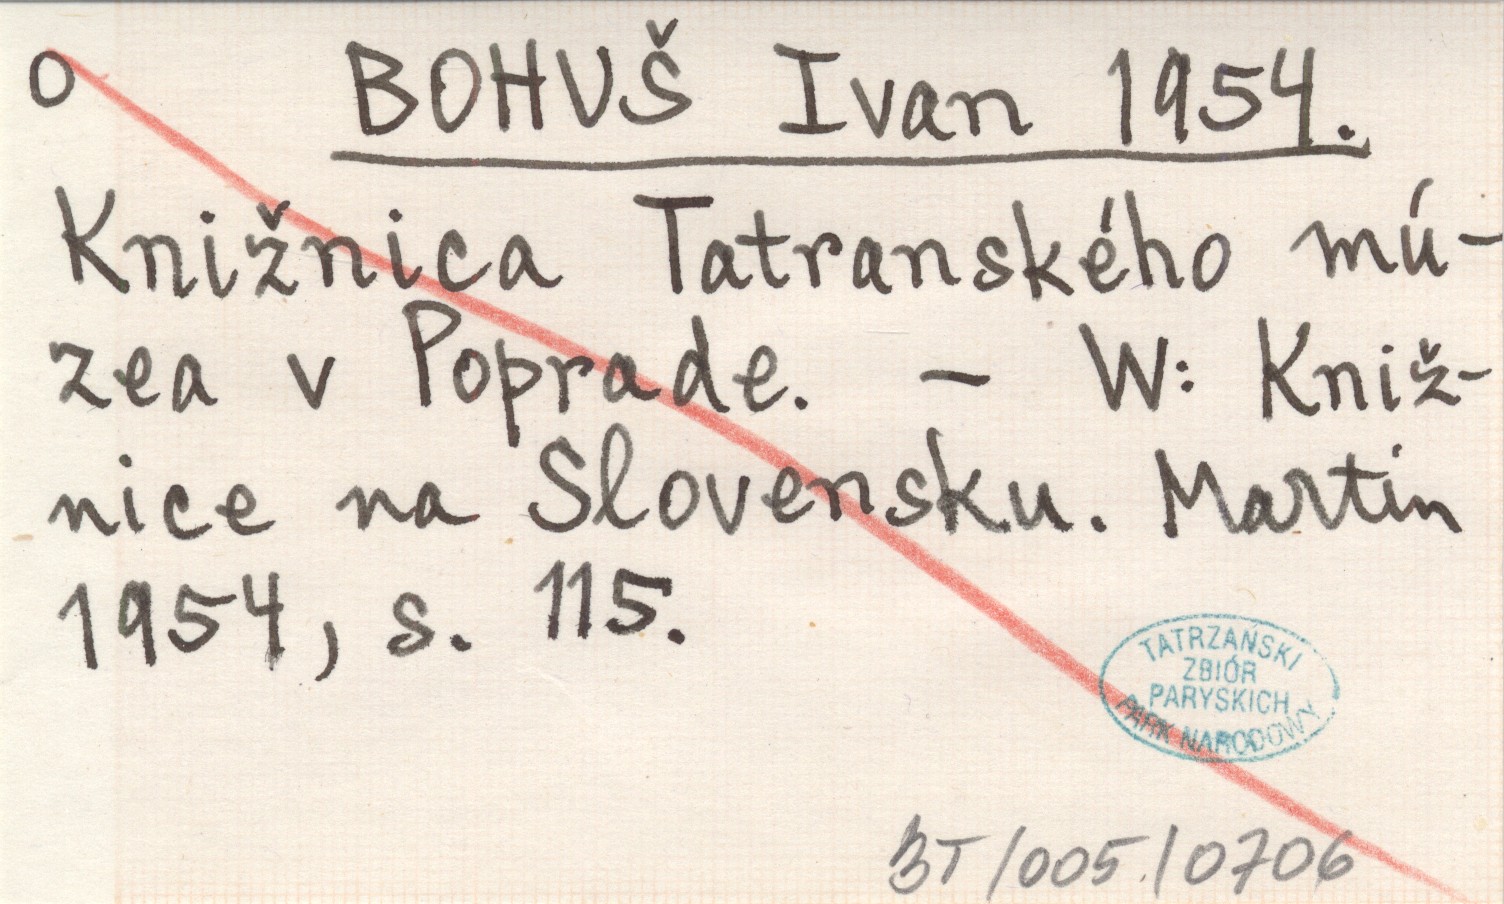 O BOHUŠ Ivan 1954.
Knižnica Tatranského mú-
zea v Poprade. – W: Kniž-
nice na Slovensku. Martin
1954, s. 115.
TATRZAŃSKI
ZBIÓR
PARYSKICH
PARK NARODOWY
BT/005/0706